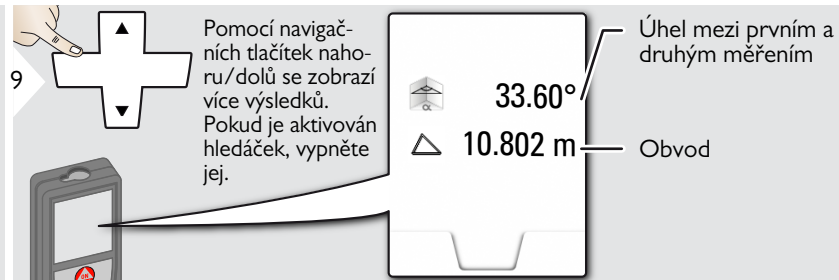 9
Pomocí navigač-
ních tlačítek naho-
ru/dolů se zobrazí
více výsledků.
Pokud je aktivován
hledáček, vypněte
jej.
33.60°
α
10.802 m
Úhel mezi prvním a
druhým měřením
Obvod
ON